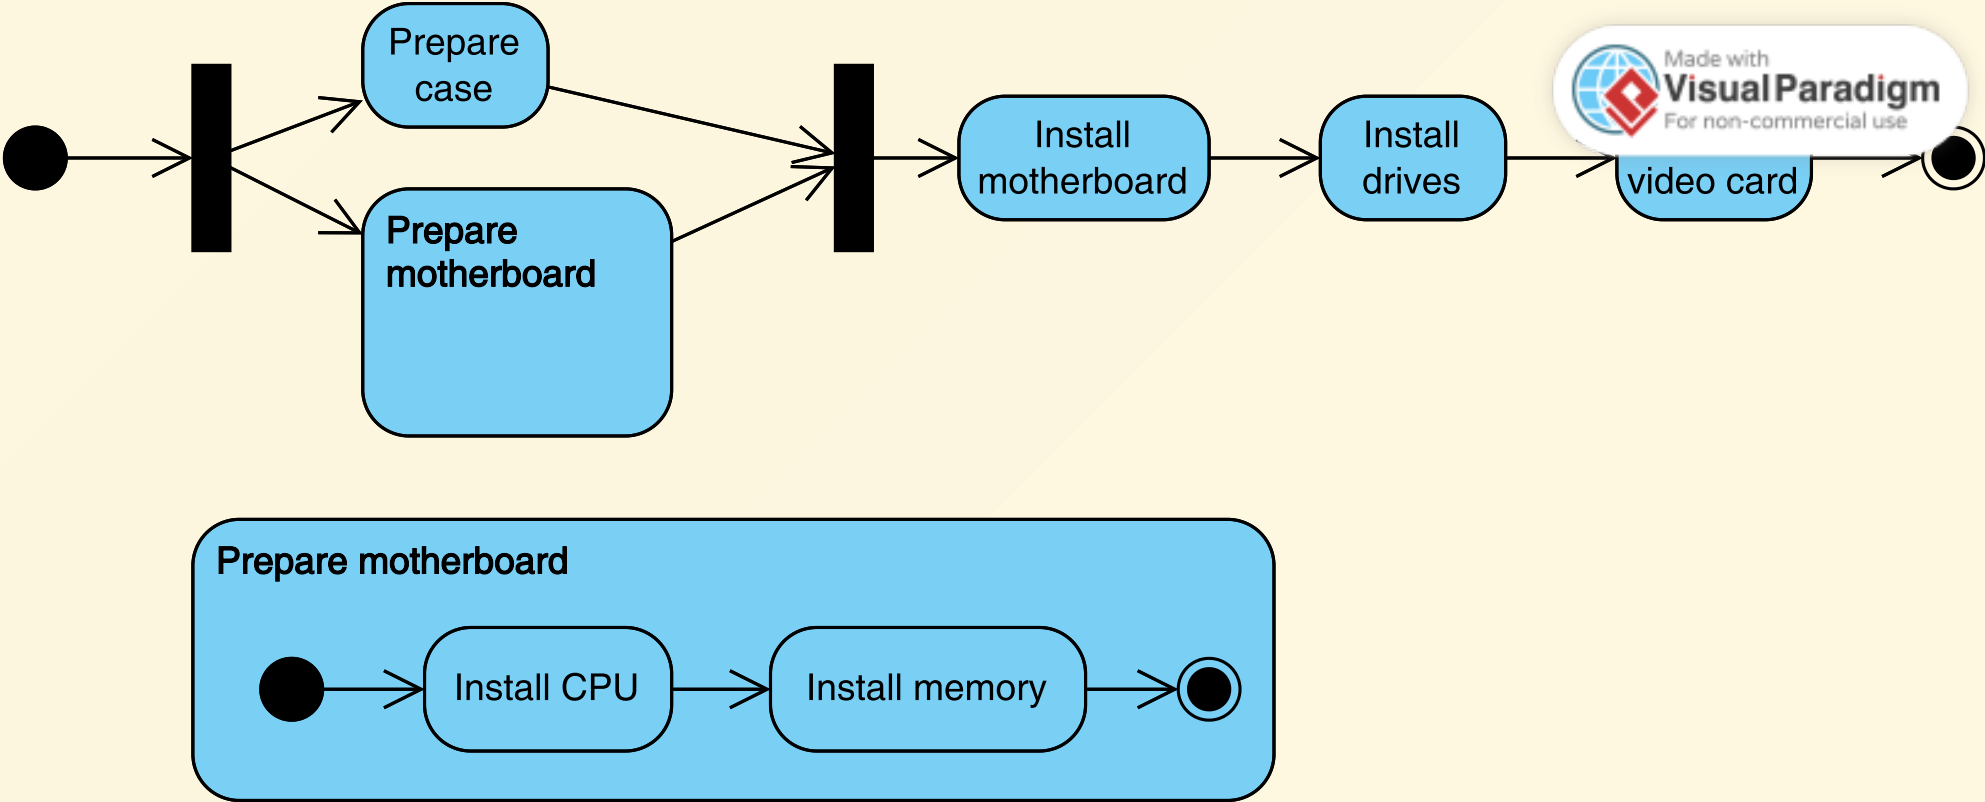 Prepare
case
Made with
Visual Paradigm
For non-commercial use
Install
motherboard
Install
drives
video card
Prepare
motherboard
Prepare motherboard
Install CPU
Install memory